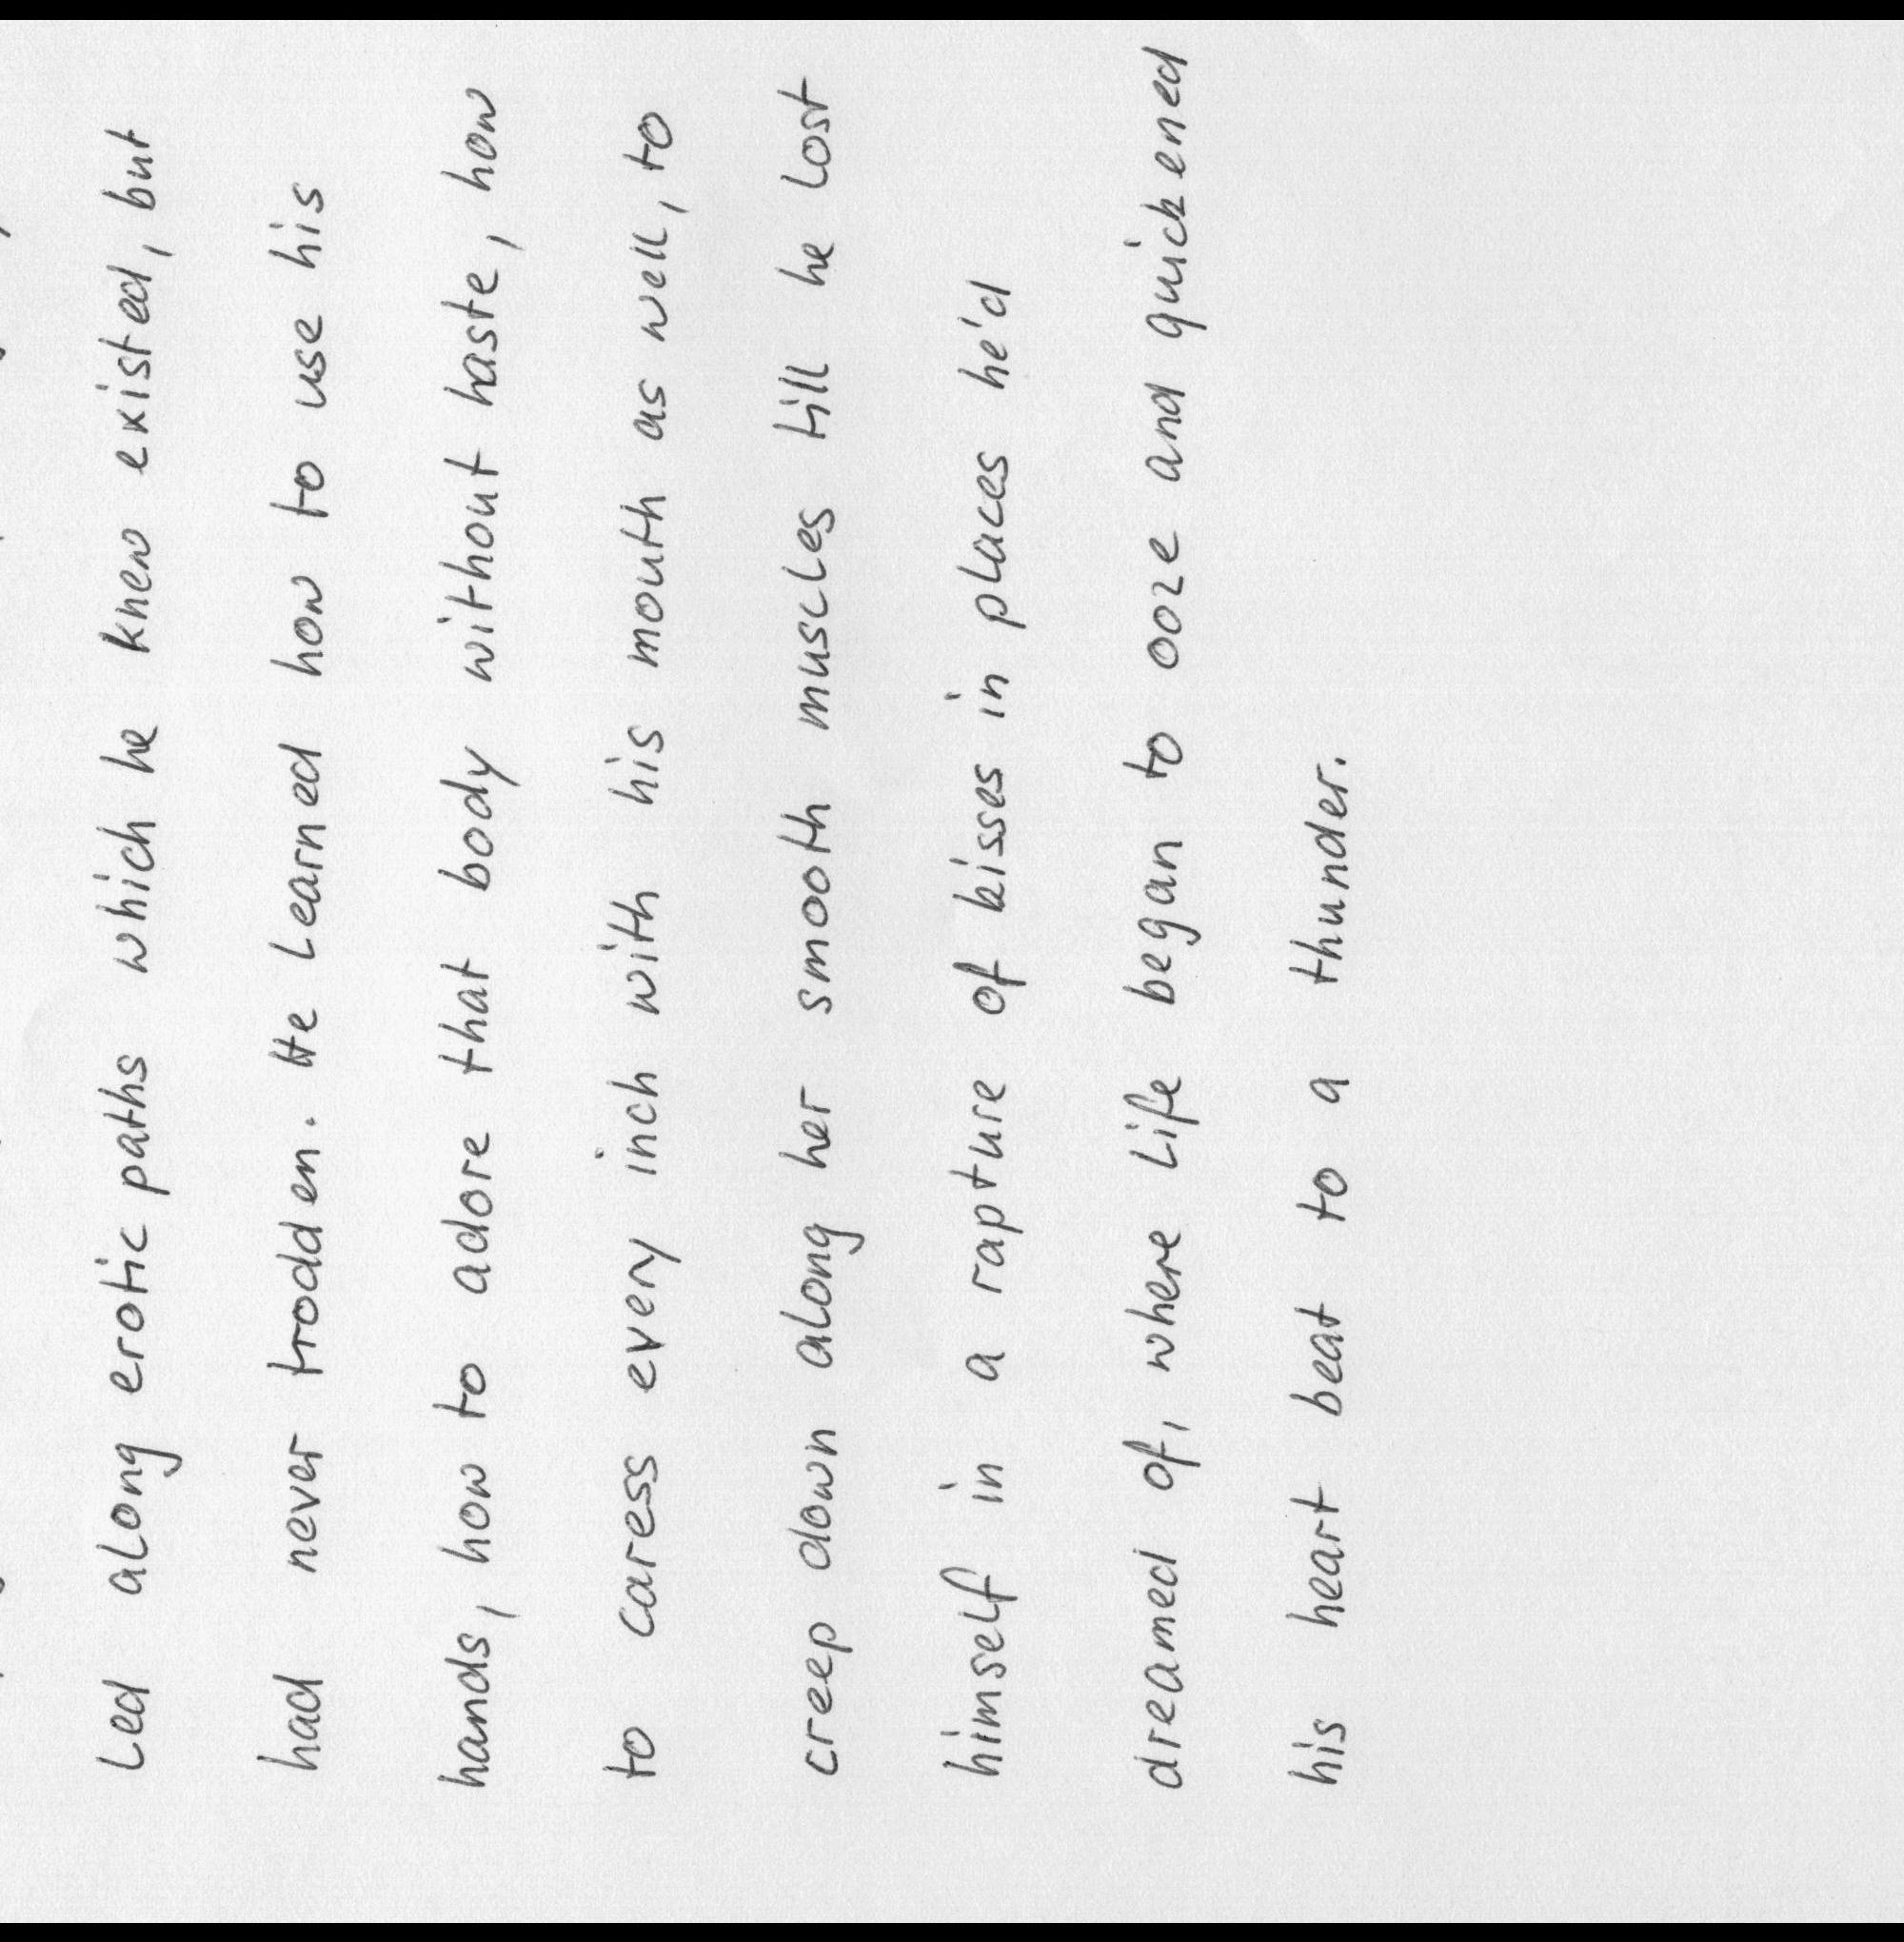 Led along erotic paths which he knew existed, but
had never trodden. He Learned how to use his
hands, how to adore that body without haste, how
to caress every inch with his mouth as well, to
creep down along her smooth muscles till he Lost
himself in a rapture of kisses in places he'd
dreamed of, where Life began to ooze and quickened
his heart beat to a thunder.